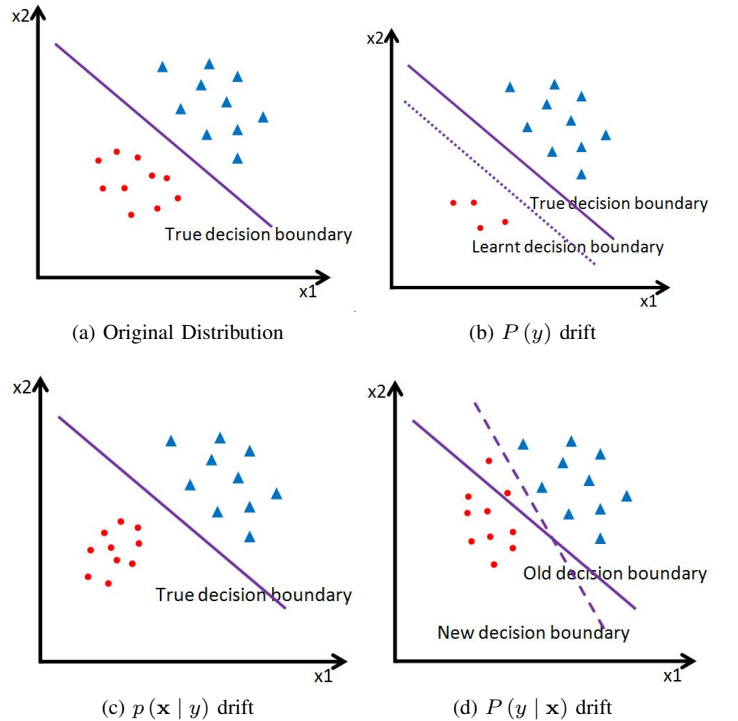 x2
True decision boundary
x1
(a) Original Distribution
x2
True decision boundary
Learnt decision boundary
x1
(b) P (y) drift
x2
True decision boundary
x1
(c) p (x | y) drift
x2
Old decision boundary
New decision boundary
x1
(d) P (y | x) drift